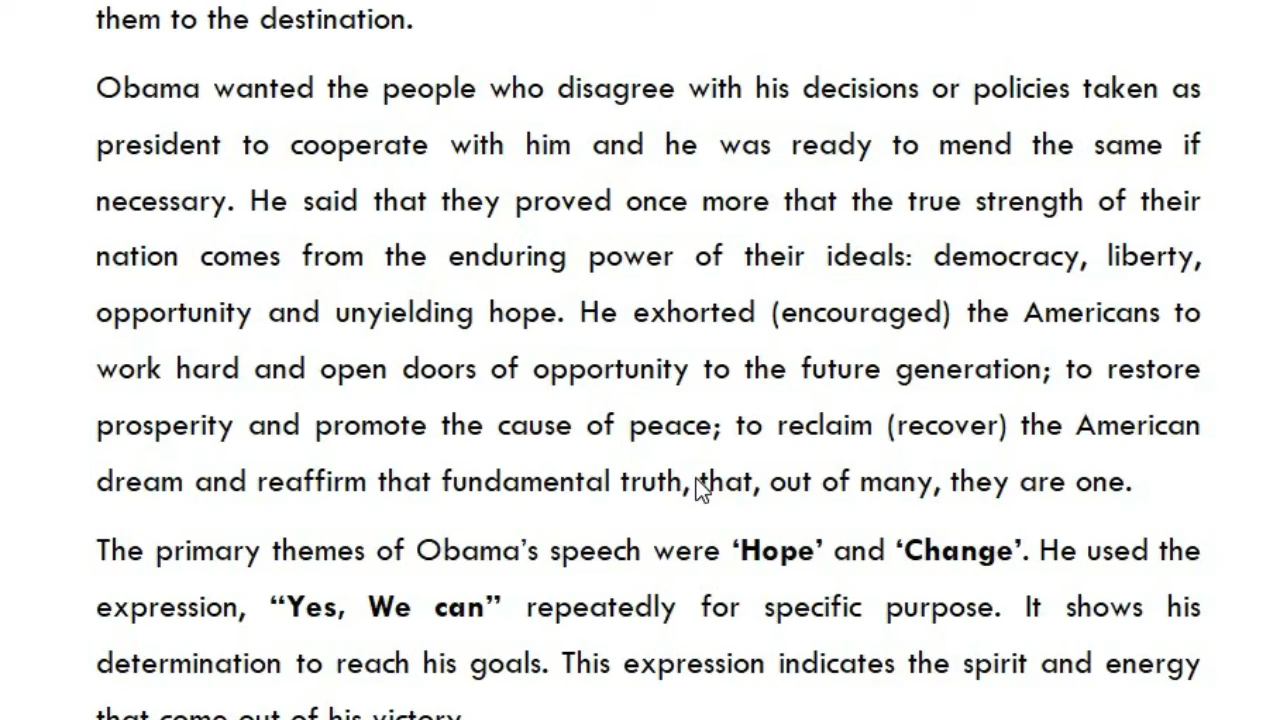 them to the destination.
Obama wanted the people who disagree with his decisions or policies taken as
president to cooperate with him and he was ready to mend the same if
necessary. He said that they proved once more that the true strength of their
nation comes from the enduring power of their ideals: democracy, liberty,
opportunity and unyielding hope. He exhorted (encouraged) the Americans to
work hard and open doors of opportunity to the future generation; to restore
prosperity and promote the cause of peace; to reclaim (recover) the American
dream and reaffirm that fundamental truth, that, out of many, they are one.
The primary themes of Obama’s speech were ‘Hope’ and ‘Change’. He used the
expression, “Yes, We can” repeatedly for specific purpose. It shows his
determination to reach his goals. This expression indicates the spirit and energy
that come out of his victory.